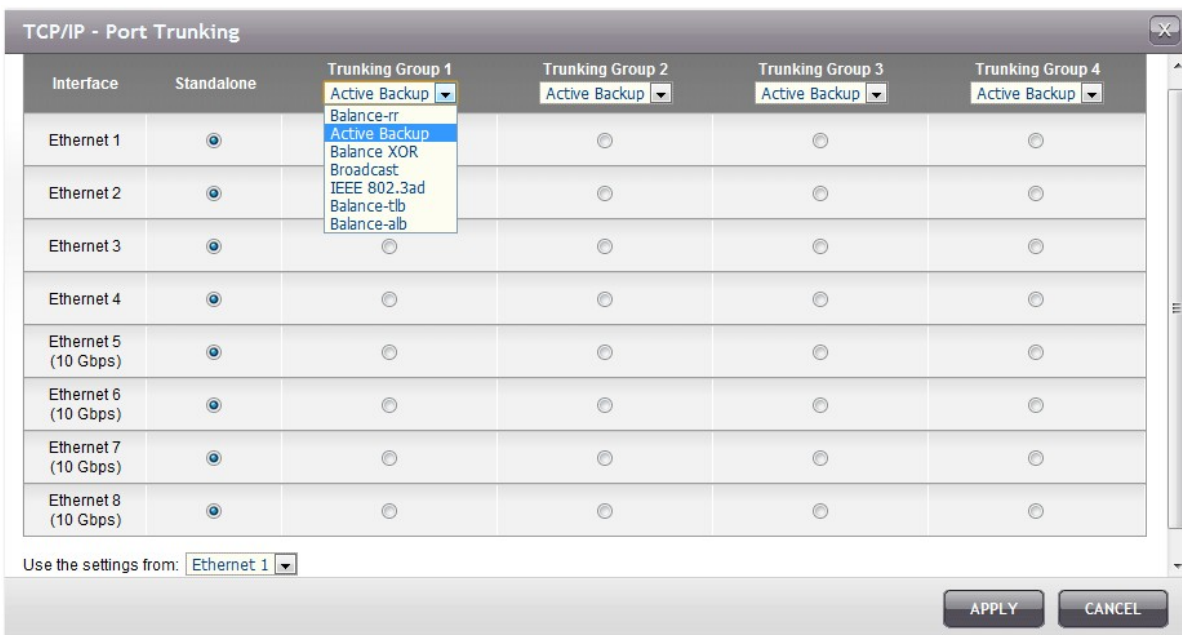 TCP/IP - Port Trunking
X
Interface Standalone Trunking Group 1 Trunking Group 2 Trunking Group 3 Trunking Group 4
Active Backup Active Backup Active Backup Active Backup
Balance-rr
Active Backup
Balance XOR
Broadcast
IEEE 802.3ad
Balance-tlb
Balance-alb
Ethernet 1
Ethernet 2
Ethernet 3
Ethernet 4
Ethernet 5
(10 Gbps)
Ethernet 6
(10 Gbps)
Ethernet 7
(10 Gbps)
Ethernet 8
(10 Gbps)
Use the settings from: Ethernet 1
APPLY CANCEL